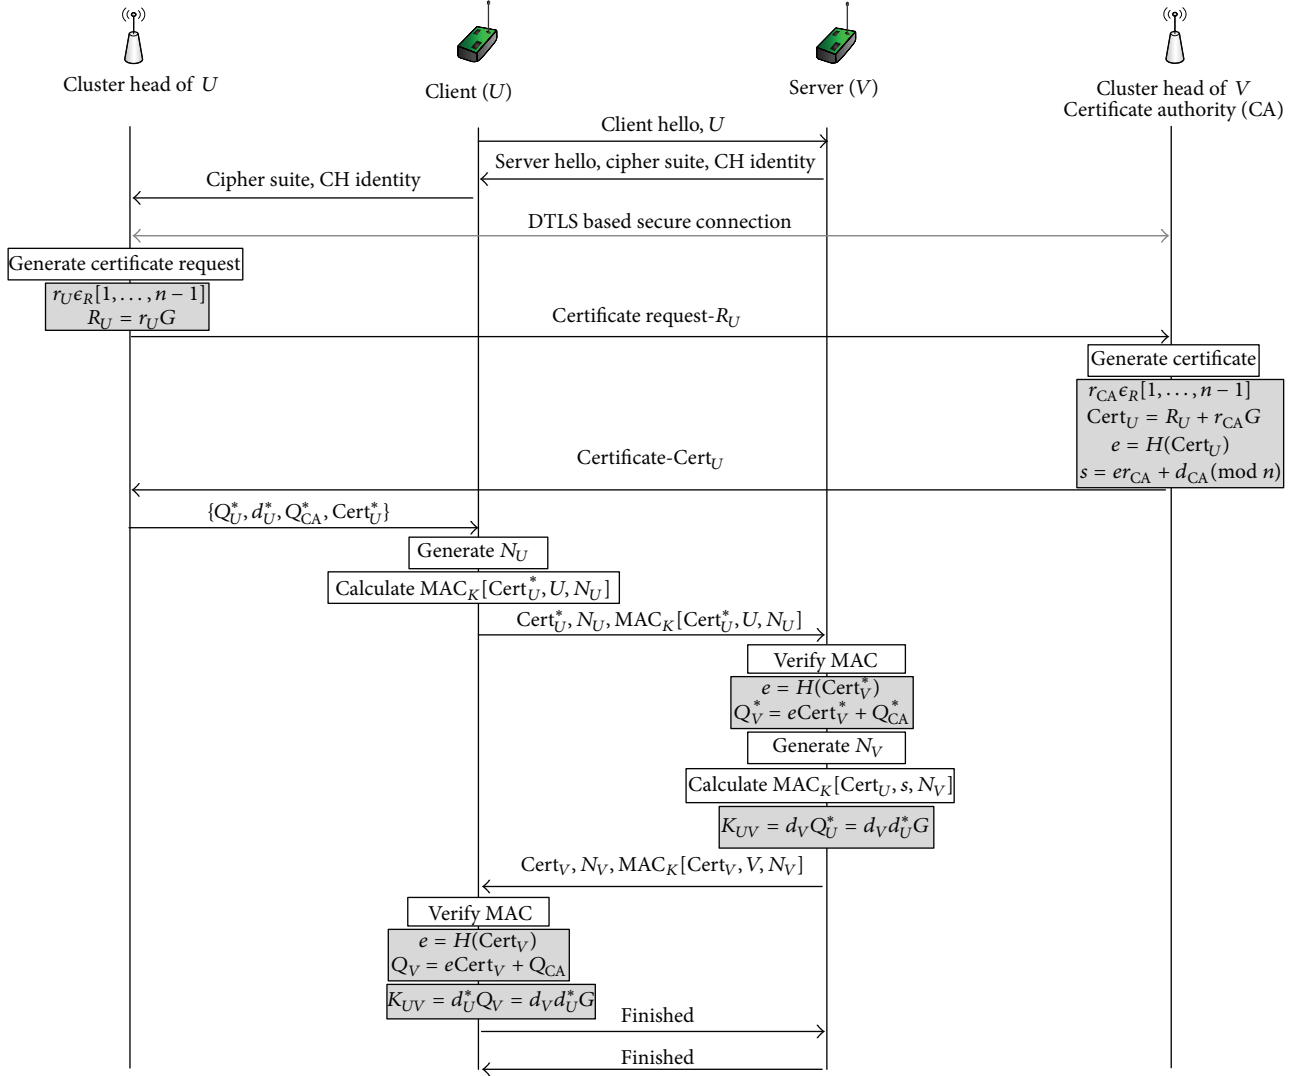 Cluster head of U
Client (U)
Server (V)
Cluster head of V
Certificate authority (CA)
Client hello, U
Server hello, cipher suite, CH identity
Cipher suite, CH identity
DTLS based secure connection
Generate certificate request
r_U ϵ_R [1, . . . , n − 1]
R_U = r_U G
Certificate request-R_U
Generate certificate
r_CA ϵ_R [1, . . . , n − 1]
Cert_U = R_U + r_CA G
e = H(Cert_U)
s = er_CA + d_CA (mod n)
Certificate-Cert_U
{Q*_U, d*_U, Q*_CA, Cert*_U}
Generate N_U
Calculate MAC_K[Cert*_U, U, N_U]
Cert*_U, N_U, MAC_K[Cert*_U, U, N_U]
Verify MAC
e = H(Cert*_V)
Q*_V = eCert*_V + Q*_CA
Generate N_V
Calculate MAC_K[Cert_U, s, N_V]
K_UV = d_V Q*_U = d_V d*_U G
Cert_V, N_V, MAC_K[Cert_V, V, N_V]
Verify MAC
e = H(Cert_V)
Q_V = eCert_V + Q_CA
K_UV = d*_U Q_V = d_V d*_U G
Finished
Finished